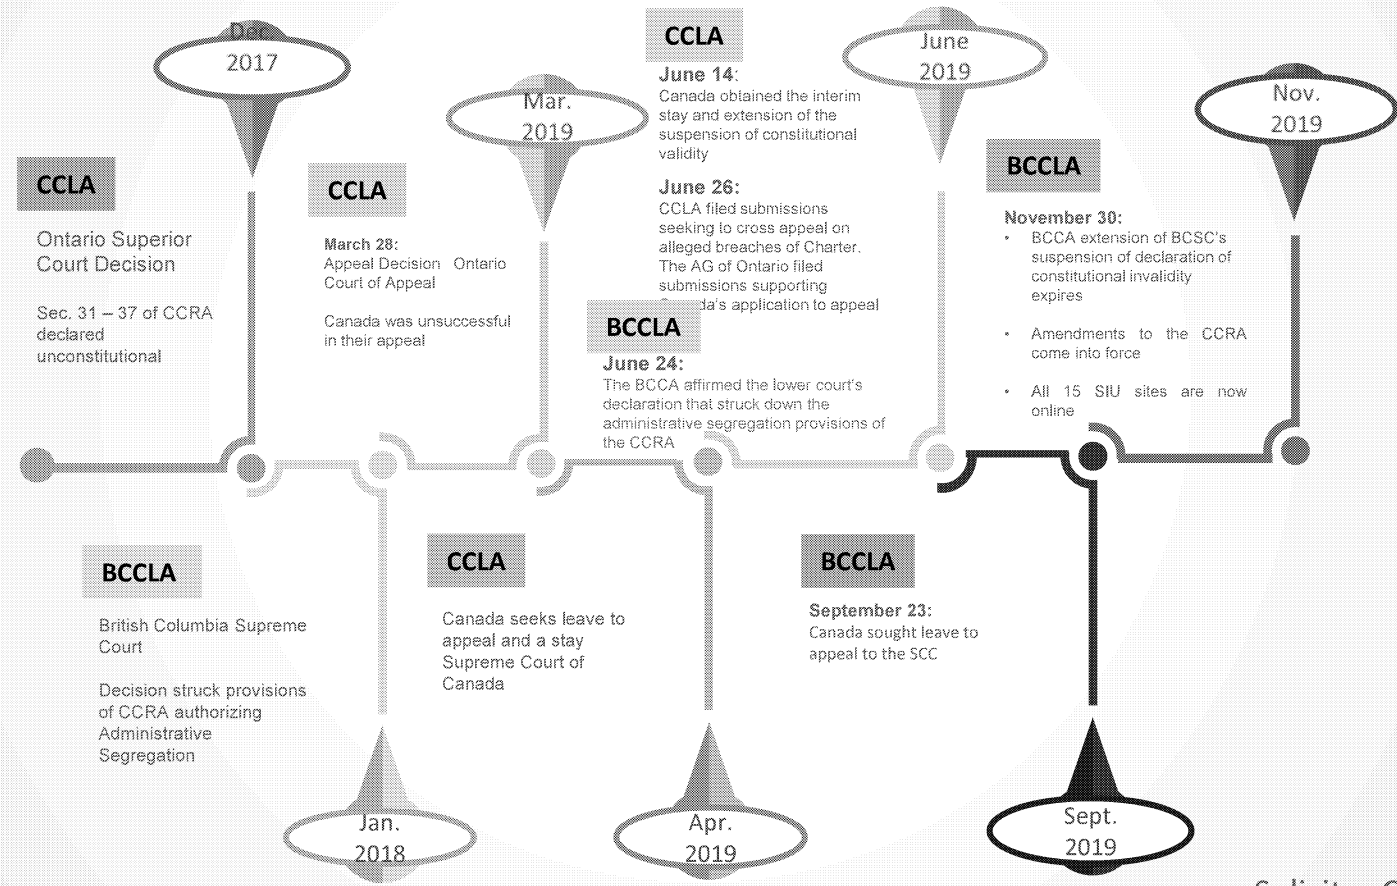 Dec.
2017
CCLA
Ontario Superior
Court Decision
Sec. 31 – 37 of CCRA
declared
unconstitutional
BCCLA
British Columbia Supreme
Court
Decision struck provisions
of CCRA authorizing
Administrative
Segregation
Jan.
2018
CCLA
March 28:
Appeal Decision Ontario
Court of Appeal
Canada was unsuccessful
in their appeal
Mar.
2019
CCLA
Canada seeks leave to
appeal and a stay
Supreme Court of
Canada
Apr.
2019
CCLA
June 14:
Canada obtained the interim
stay and extension of the
suspension of constitutional
validity
June 26:
CCLA filed submissions
seeking to cross appeal on
alleged breaches of Charter.
The AG of Ontario filed
submissions supporting
application to appeal
BCCLA
June 24:
The BCCA affirmed the lower court's
declaration that struck down the
administrative segregation provisions of
the CCRA
June
2019
BCCLA
September 23:
Canada sought leave to
appeal to the SCC
Sept.
2019
BCCLA
November 30:
• BCCA extension of BCSC's
suspension of declaration of
constitutional invalidity
expires
• Amendments to the CCRA
come into force
• All 15 SIU sites are now
online
Nov.
2019